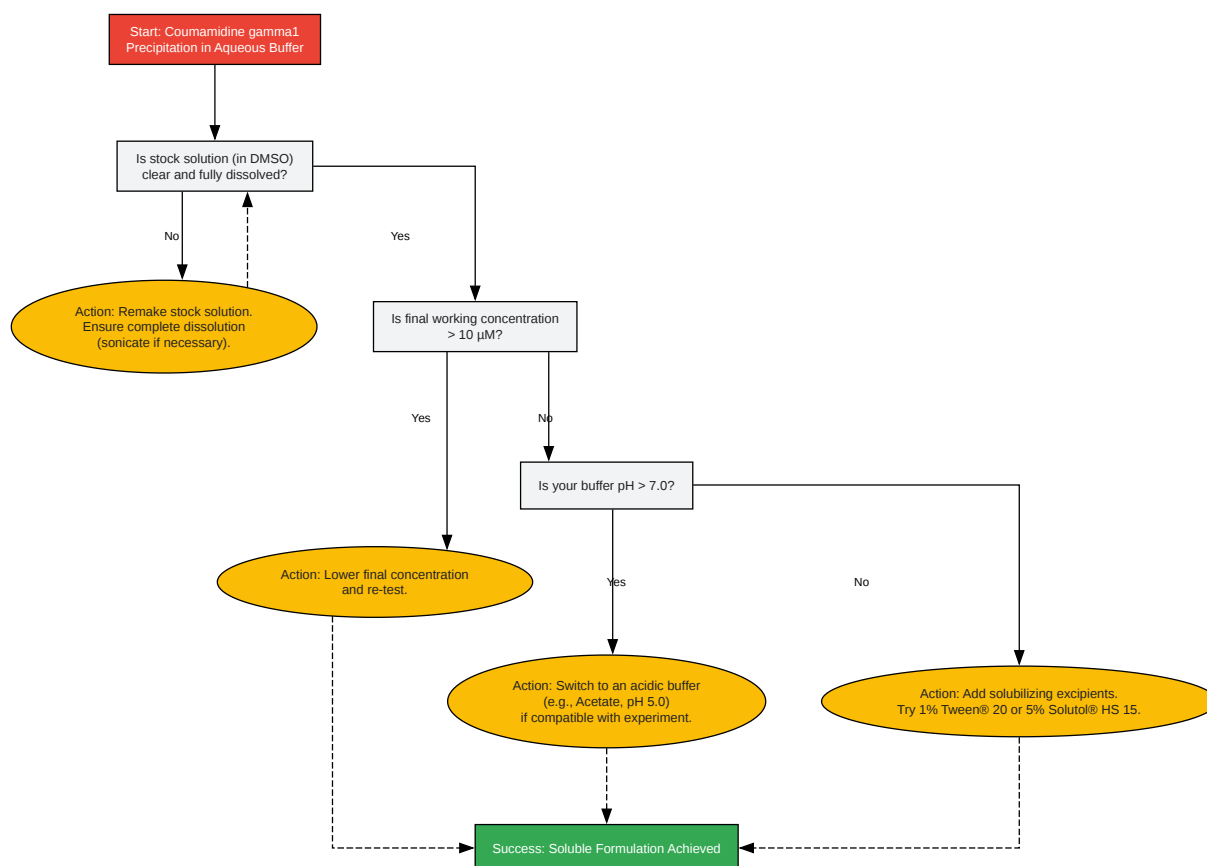 Start: Coumamidine gamma1
Precipitation in Aqueous Buffer
Is stock solution (in DMSO)
clear and fully dissolved?
No
Yes
Action: Remake stock solution.
Ensure complete dissolution
(sonicate if necessary).
Is final working concentration
> 10 µM?
Yes
No
Is your buffer pH > 7.0?
Action: Lower final concentration
and re-test.
Yes
No
Action: Switch to an acidic buffer
(e.g., Acetate, pH 5.0)
if compatible with experiment.
Action: Add solubilizing excipients.
Try 1% Tween® 20 or 5% Solutol® HS 15.
Success: Soluble Formulation Achieved